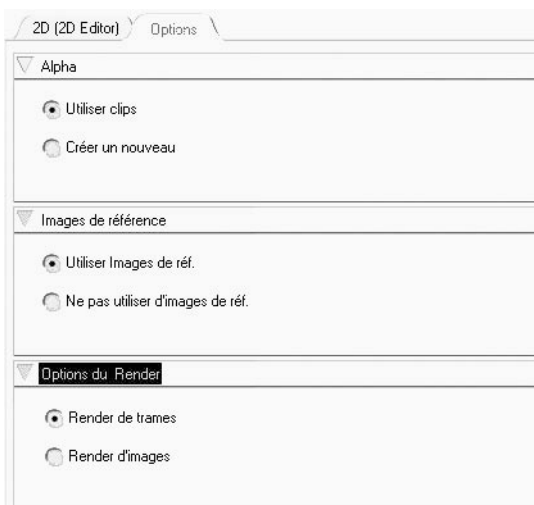 2D (2D Editor) Options
Alpha
Utiliser clips
Créer un nouveau
Images de référence
Utiliser Images de réf.
Ne pas utiliser d'images de réf.
Options du Render
Render de trames
Render d'images